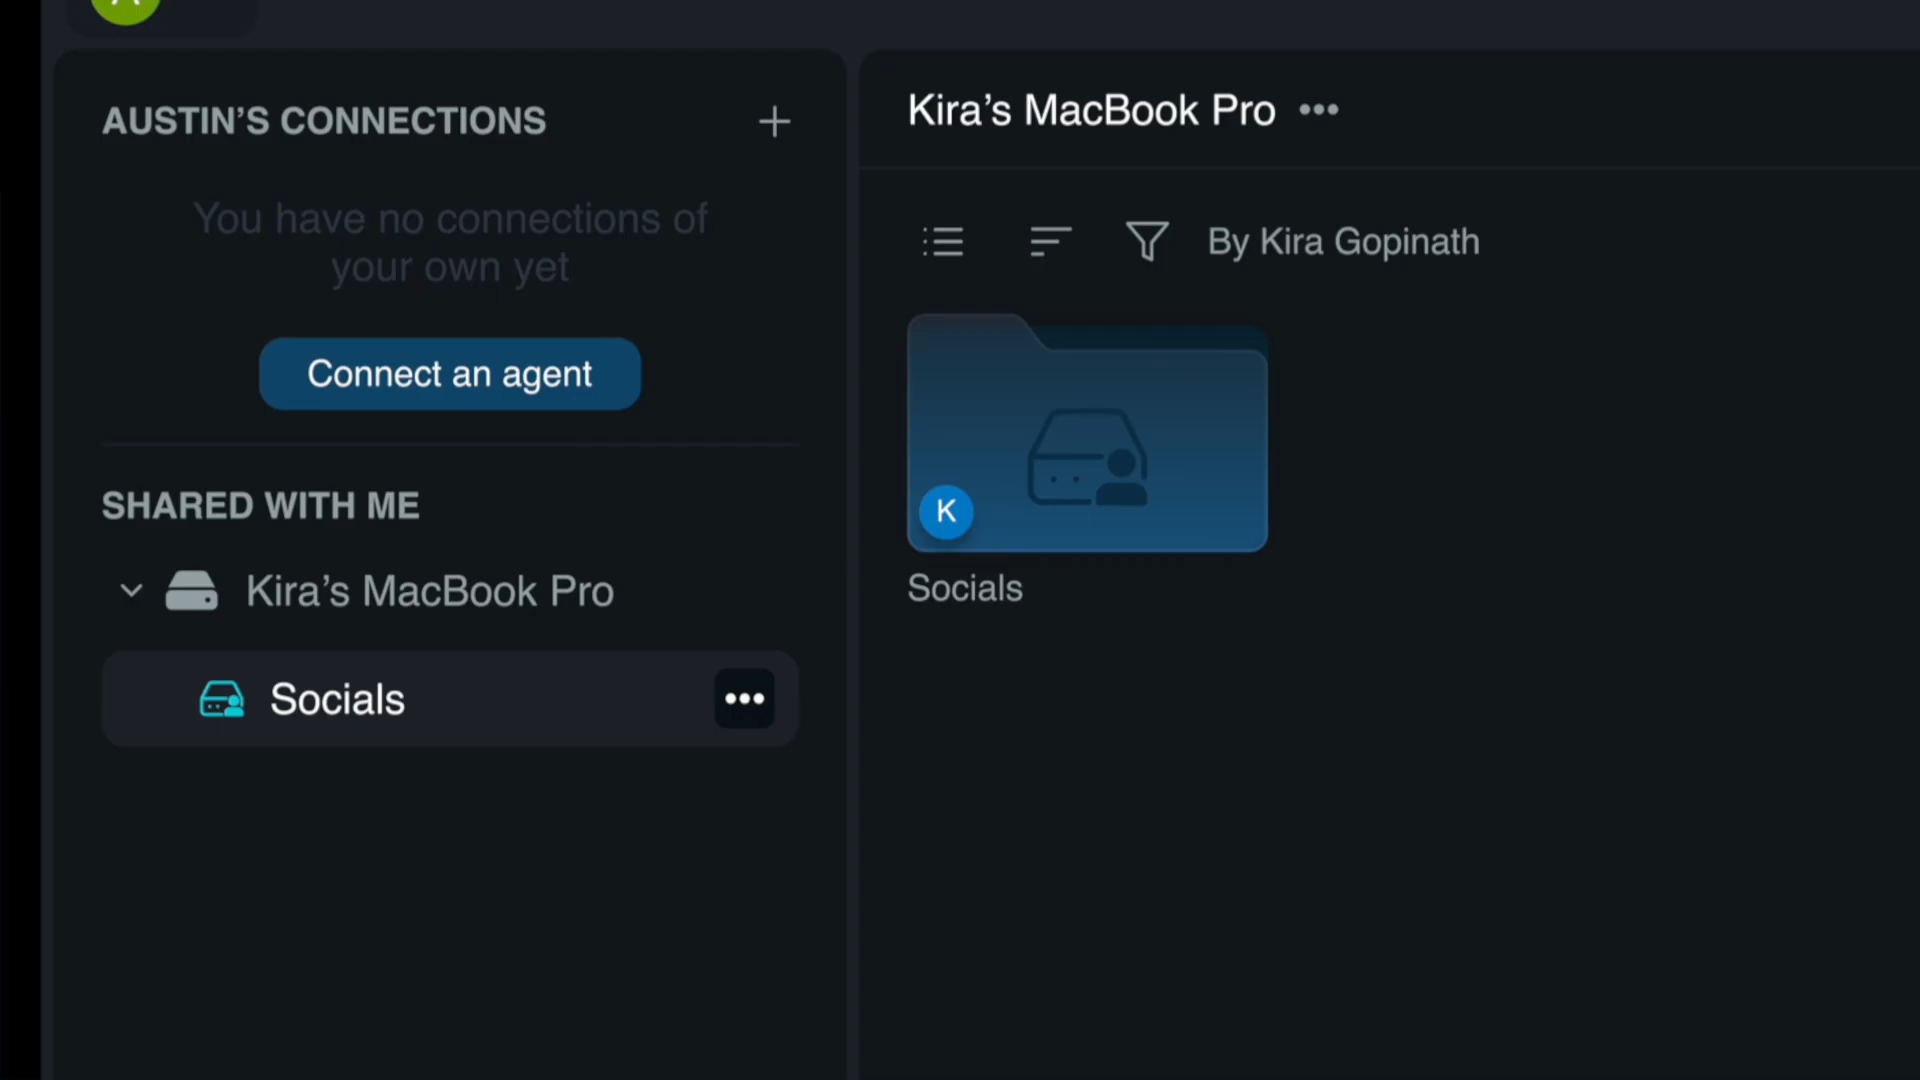 AUSTIN’S CONNECTIONS
You have no connections of
your own yet
Connect an agent
SHARED WITH ME
Kira’s MacBook Pro
Socials
Kira’s MacBook Pro
By Kira Gopinath
K
Socials